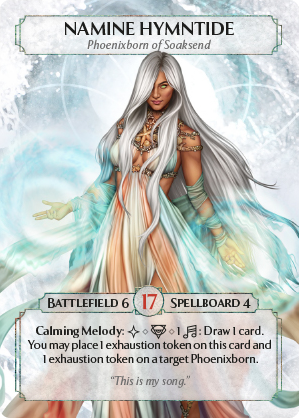 NAMINE HYMNTIDE
Phoenixborn of Soaksend
BATTLEFIELD 6 17 SPELLBOARD 4
Calming Melody: 1 : Draw 1 card.
You may place 1 exhaustion token on this card and
1 exhaustion token on a target Phoenixborn.
"This is my song."